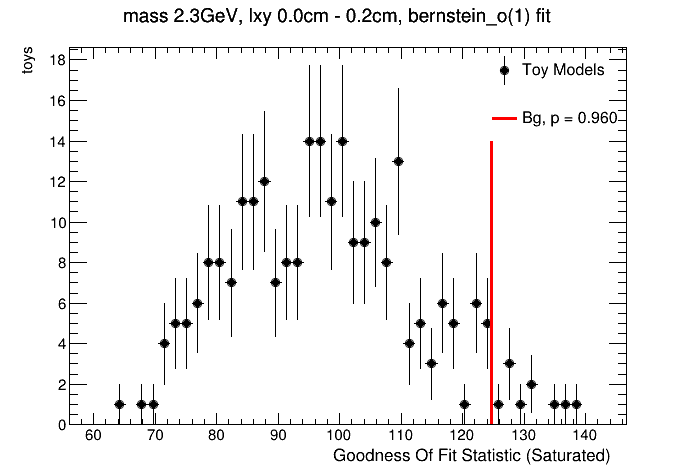 mass 2.3GeV, lxy 0.0cm - 0.2cm, bernstein_o(1) fit
toys
18
16
14
12
10
8
6
4
2
0
Toy Models
Bg, p = 0.960
60 70 80 90 100 110 120 130 140
Goodness Of Fit Statistic (Saturated)